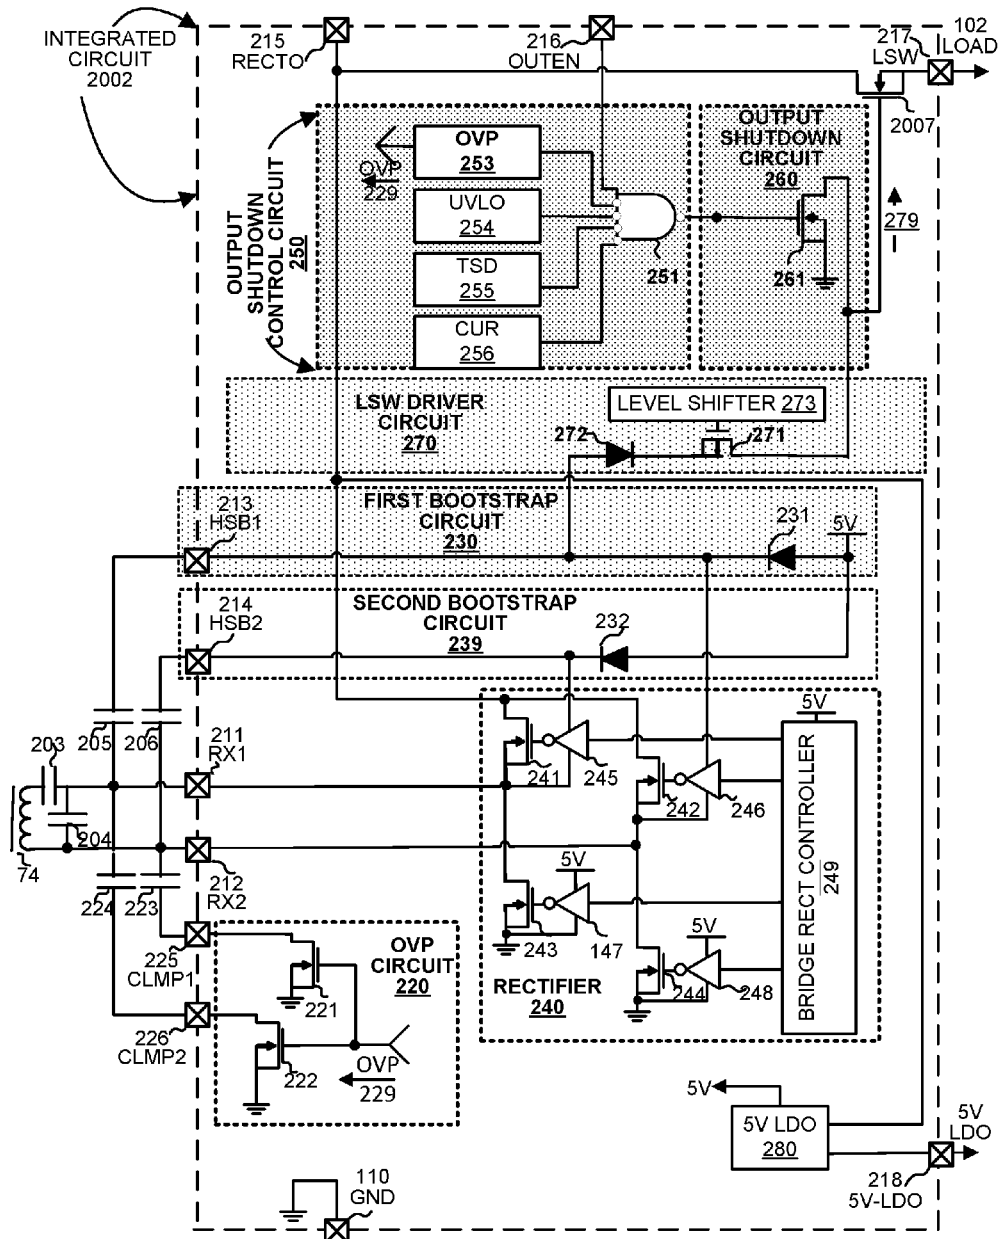 INTEGRATED
CIRCUIT
2002
215
RECTO
216
OUTEN
217
LSW
102
LOAD
2007
OUTPUT
SHUTDOWN
CONTROL CIRCUIT
250
OVP
253
OVP
229
UVLO
254
TSD
255
CUR
256
251
OUTPUT
SHUTDOWN
CIRCUIT
260
261
279
LSW DRIVER
CIRCUIT
270
LEVEL SHIFTER 273
272
271
213
HSB1
FIRST BOOTSTRAP
CIRCUIT
230
231
5V
214
HSB2
SECOND BOOTSTRAP
CIRCUIT
239
232
205
206
203
204
74
211
RX1
212
RX2
224
223
241
245
242
246
5V
243
147
5V
244
248
5V
BRIDGE RECT CONTROLLER
249
5V
RECTIFIER
240
225
CLMP1
226
CLMP2
OVP
CIRCUIT
220
221
222
OVP
229
5V
5V LDO
280
5V
LDO
218
5V-LDO
110
GND